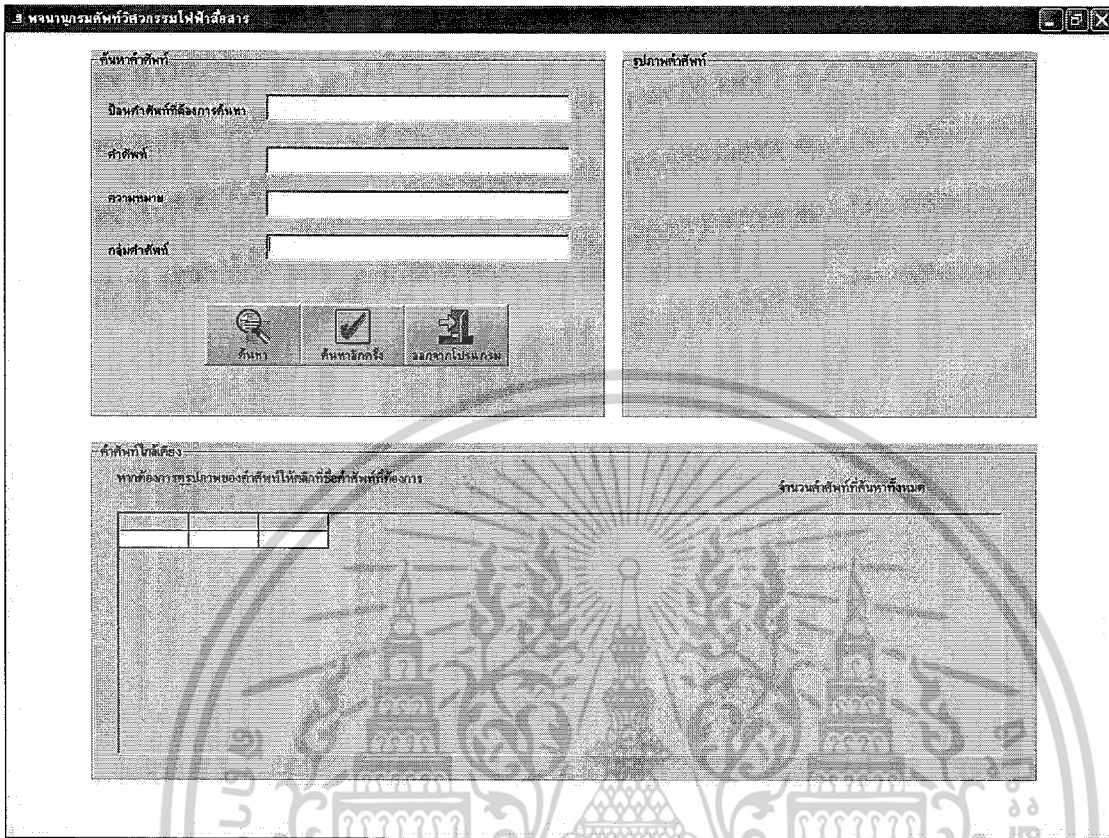 พจนานุกรมศัพท์วิศวกรรมไฟฟ้าสื่อสาร
ค้นหาคำศัพท์
ป้อนคำศัพท์ที่ต้องการค้นหา
คำศัพท์
ความหมาย
กลุ่มคำศัพท์
ค้นหา
ค้นหาอีกครั้ง
ออกจากโปรแกรม
รูปภาพคำศัพท์
คำศัพท์ใกล้เคียง
หากต้องการดูรูปภาพของคำศัพท์ให้คลิกที่ชื่อคำศัพท์ที่ต้องการ
จำนวนคำศัพท์ที่ค้นหาทั้งหมด